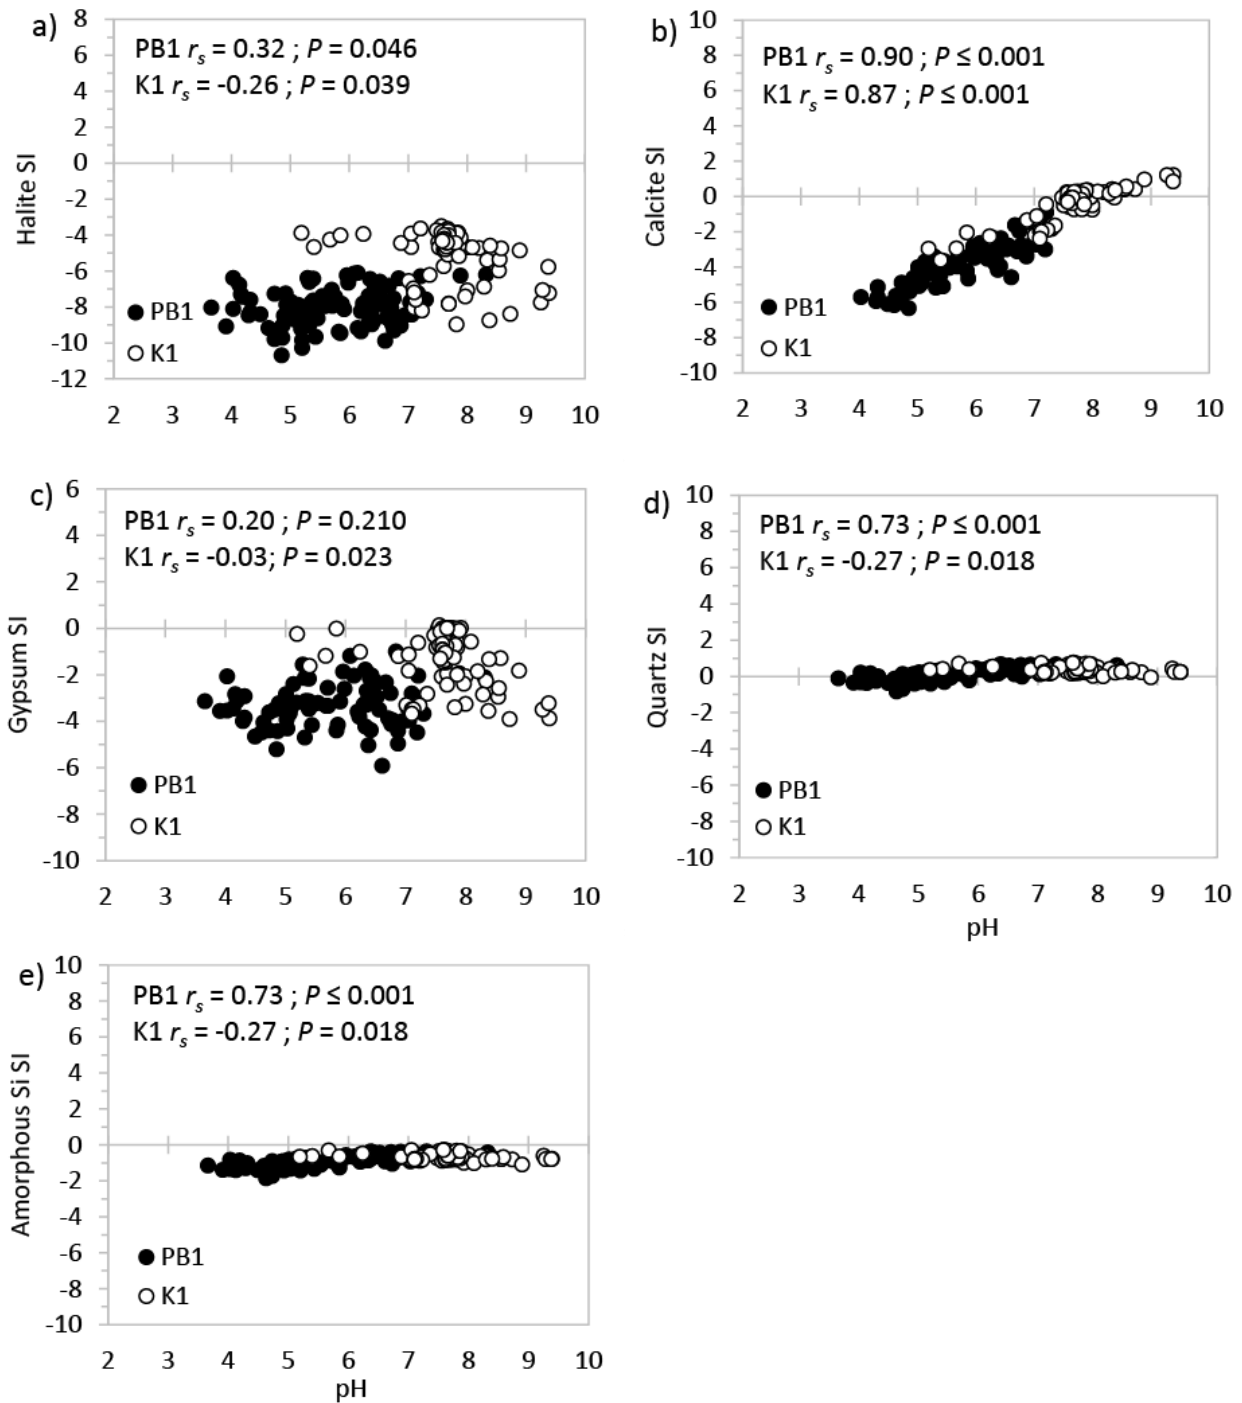 a)
PB1 rs = 0.32 ; P = 0.046
K1 rs = -0.26 ; P = 0.039
8
6
4
2
0
-2
-4
-6
-8
-10
-12
Halite SI
PB1
K1
2 3 4 5 6 7 8 9 10
b)
PB1 rs = 0.90 ; P ≤ 0.001
K1 rs = 0.87 ; P ≤ 0.001
10
8
6
4
2
0
-2
-4
-6
-8
-10
Calcite SI
PB1
K1
2 3 4 5 6 7 8 9 10
c)
PB1 rs = 0.20 ; P = 0.210
K1 rs = -0.03; P = 0.023
6
4
2
0
-2
-4
-6
-8
-10
Gypsum SI
PB1
K1
2 3 4 5 6 7 8 9 10
d)
PB1 rs = 0.73 ; P ≤ 0.001
K1 rs = -0.27 ; P = 0.018
10
8
6
4
2
0
-2
-4
-6
-8
-10
Quartz SI
PB1
K1
2 3 4 5 6 7 8 9 10
pH
e)
PB1 rs = 0.73 ; P ≤ 0.001
K1 rs = -0.27 ; P = 0.018
10
8
6
4
2
0
-2
-4
-6
-8
-10
Amorphous Si SI
PB1
K1
2 3 4 5 6 7 8 9 10
pH